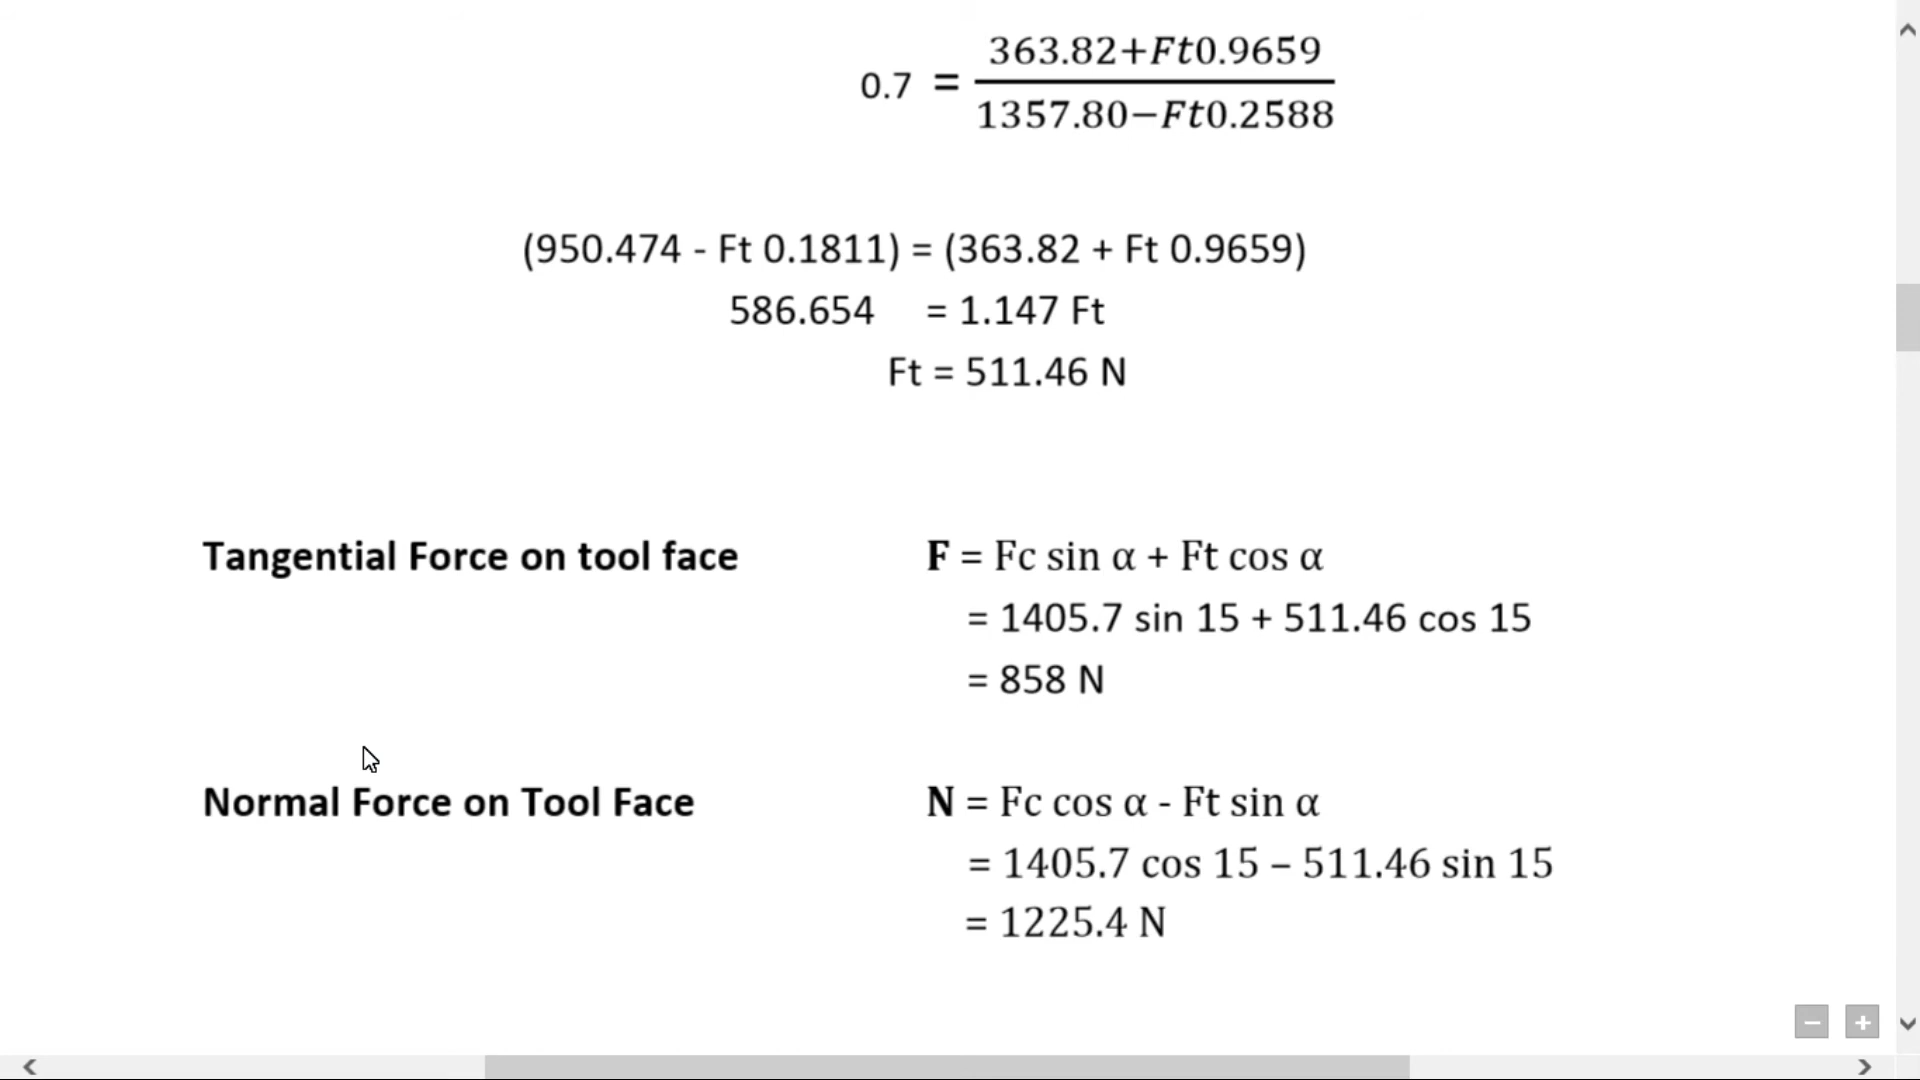 0.7 = 363.82+Ft0.9659
1357.80−Ft0.2588
(950.474 - Ft 0.1811) = (363.82 + Ft 0.9659)
586.654 = 1.147 Ft
Ft = 511.46 N
Tangential Force on tool face F = Fc sin α + Ft cos α
= 1405.7 sin 15 + 511.46 cos 15
= 858 N
Normal Force on Tool Face N = Fc cos α - Ft sin α
= 1405.7 cos 15 – 511.46 sin 15
= 1225.4 N